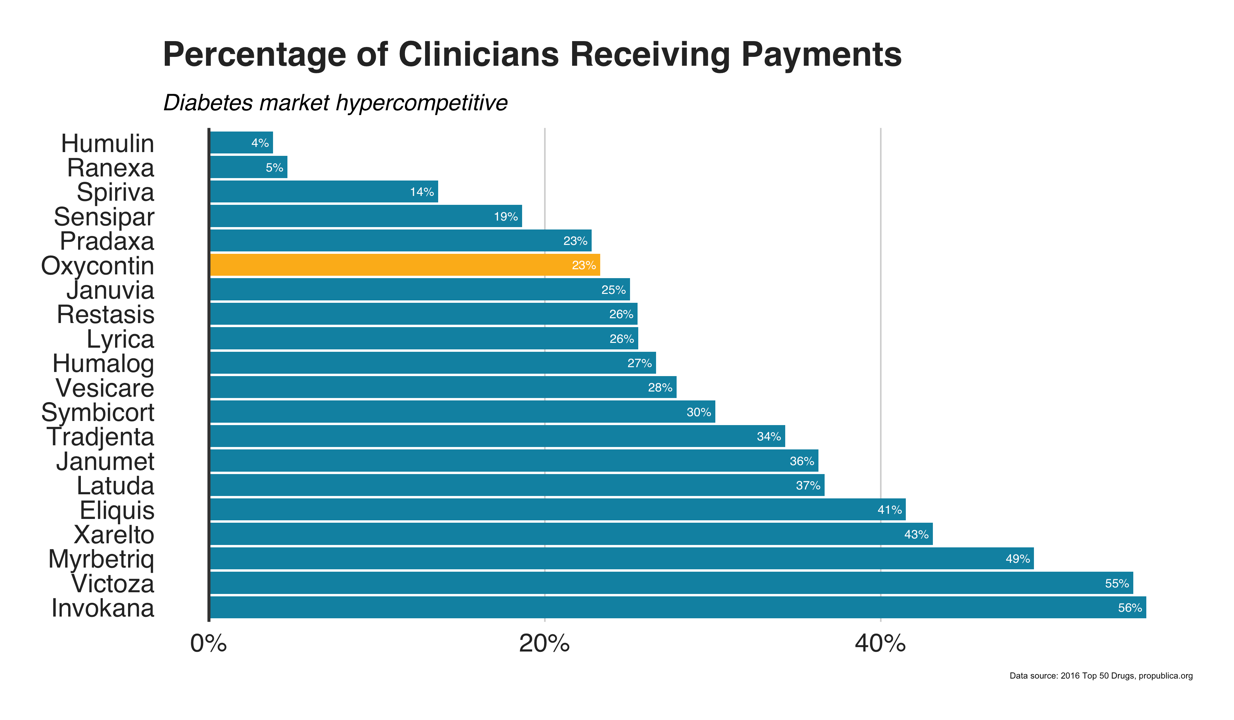 Percentage of Clinicians Receiving Payments
Diabetes market hypercompetitive
Humulin 4%
Ranexa 5%
Spiriva 14%
Sensipar 19%
Pradaxa 23%
Oxycontin 23%
Januvia 25%
Restasis 26%
Lyrica 26%
Humalog 27%
Vesicare 28%
Symbicort 30%
Tradjenta 34%
Janumet 36%
Latuda 37%
Eliquis 41%
Xarelto 43%
Myrbetriq 49%
Victoza 55%
Invokana 56%
0% 20% 40%
Data source: 2016 Top 50 Drugs, propublica.org